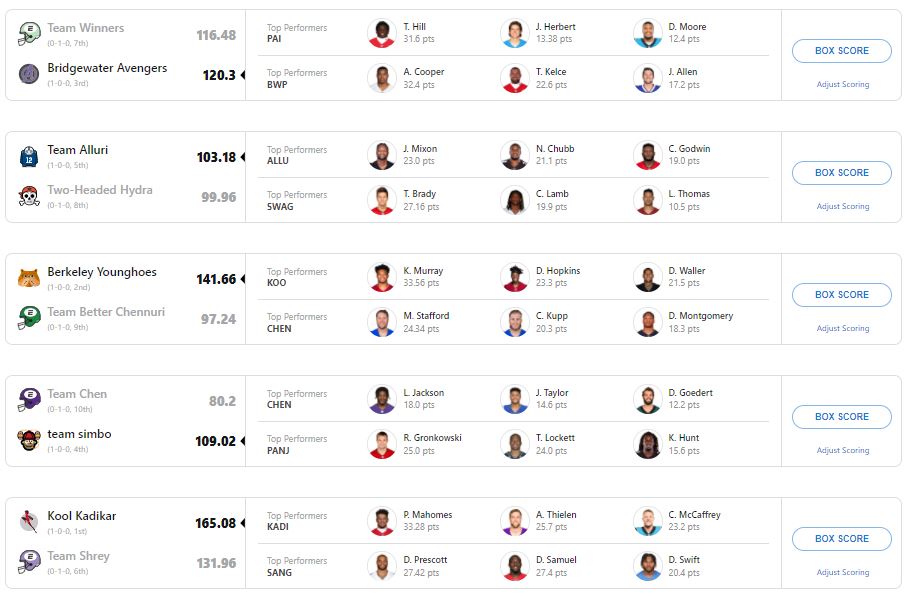 Team Winners
(0-1-0, 7th)
116.48
Top Performers
PAI
T. Hill
31.6 pts
J. Herbert
13.38 pts
D. Moore
12.4 pts
Bridgewater Avengers
(1-0-0, 3rd)
120.3
Top Performers
BWP
A. Cooper
32.4 pts
T. Kelce
22.6 pts
J. Allen
17.2 pts
BOX SCORE
Adjust Scoring
Team Alluri
(1-0-0, 5th)
103.18
Top Performers
ALLU
J. Mixon
23.0 pts
N. Chubb
21.1 pts
C. Godwin
19.0 pts
Two-Headed Hydra
(0-1-0, 8th)
99.96
Top Performers
SWAG
T. Brady
27.16 pts
C. Lamb
19.9 pts
L. Thomas
10.5 pts
BOX SCORE
Adjust Scoring
Berkeley Younghoes
(1-0-0, 2nd)
141.66
Top Performers
KOO
K. Murray
33.56 pts
D. Hopkins
23.3 pts
D. Waller
21.5 pts
Team Better Chennuri
(0-1-0, 9th)
97.24
Top Performers
CHEN
M. Stafford
24.34 pts
C. Kupp
20.3 pts
D. Montgomery
18.3 pts
BOX SCORE
Adjust Scoring
Team Chen
(0-1-0, 10th)
80.2
Top Performers
CHEN
L. Jackson
18.0 pts
J. Taylor
14.6 pts
D. Goedert
12.2 pts
team simbo
(1-0-0, 4th)
109.02
Top Performers
PANJ
R. Gronkowski
25.0 pts
T. Lockett
24.0 pts
K. Hunt
15.6 pts
BOX SCORE
Adjust Scoring
Kool Kadikar
(1-0-0, 1st)
165.08
Top Performers
KADI
P. Mahomes
33.28 pts
A. Thielen
25.7 pts
C. McCaffrey
23.2 pts
Team Shrey
(0-1-0, 6th)
131.96
Top Performers
SANG
D. Prescott
27.42 pts
D. Samuel
27.4 pts
D. Swift
20.4 pts
BOX SCORE
Adjust Scoring